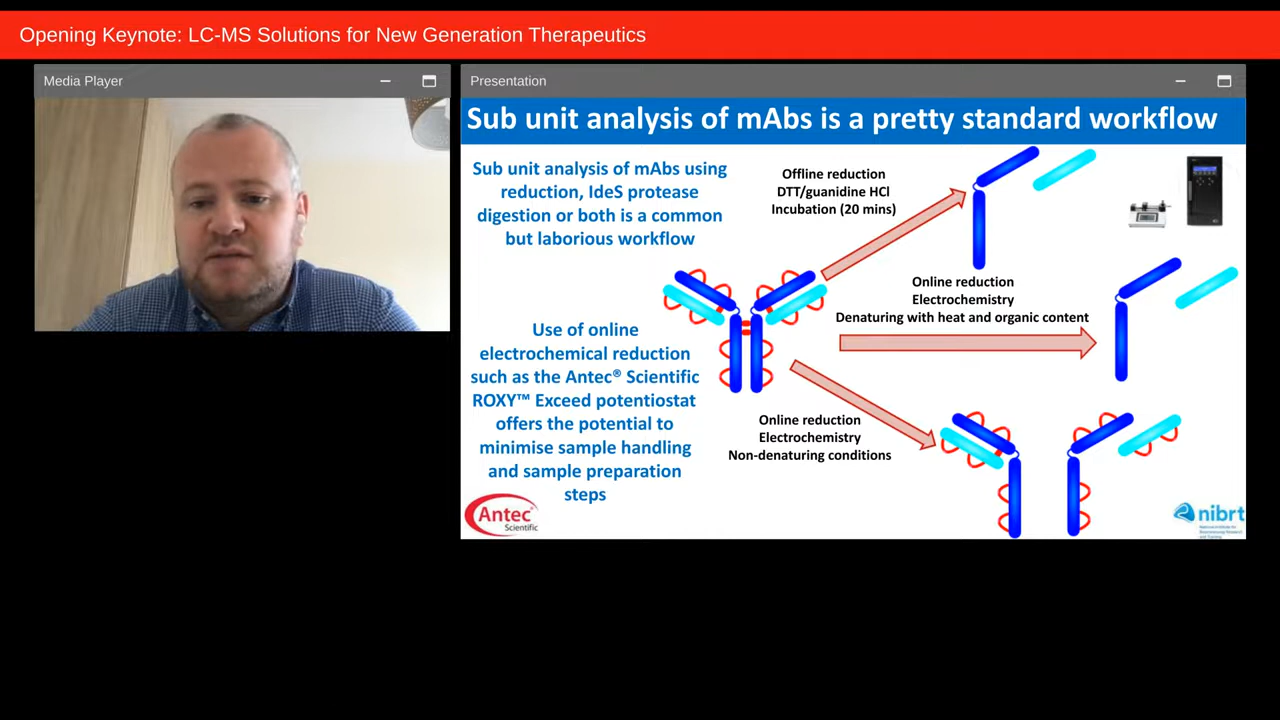 Opening Keynote: LC-MS Solutions for New Generation Therapeutics
Media Player
Presentation
Sub unit analysis of mAbs is a pretty standard workflow
Sub unit analysis of mAbs using
reduction, IdeS protease
digestion or both is a common
but laborious workflow
Offline reduction
DTT/guanidine HCl
Incubation (20 mins)
Online reduction
Electrochemistry
Denaturing with heat and organic content
Use of online
electrochemical reduction
such as the Antec® Scientific
ROXY™ Exceed potentiostat
offers the potential to
minimise sample handling
and sample preparation
steps
Online reduction
Electrochemistry
Non-denaturing conditions
Antec
Scientific
nibrt